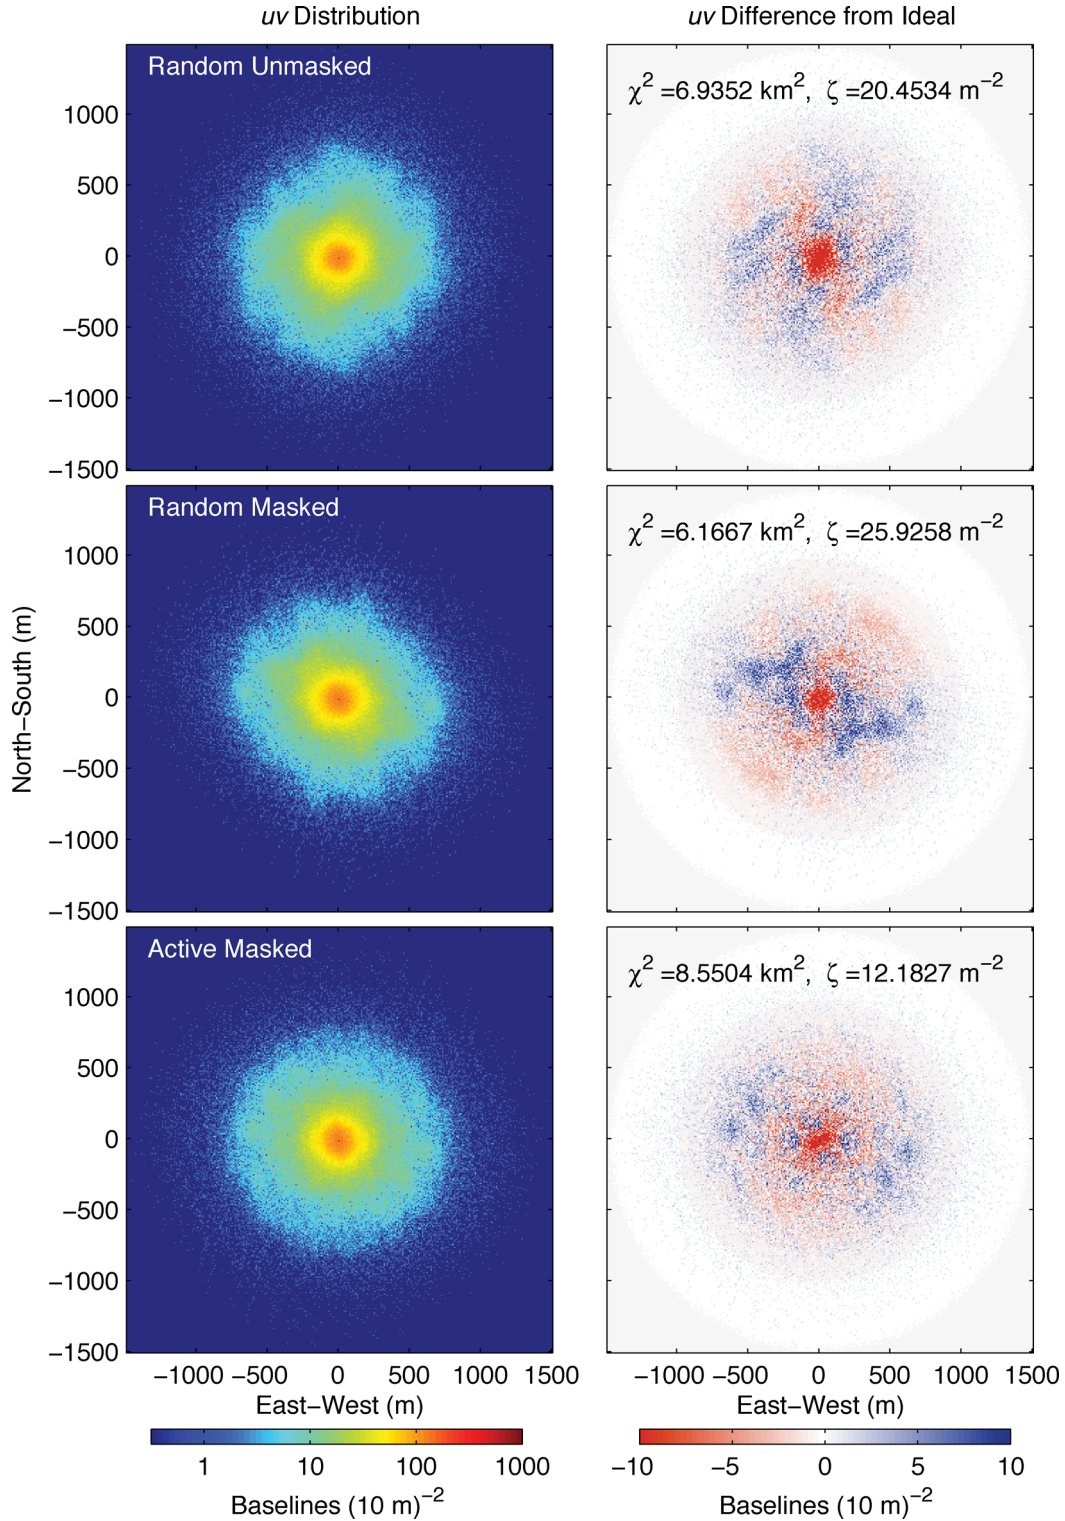 uv Distribution
uv Difference from Ideal
Random Unmasked
χ² =6.9352 km², ζ =20.4534 m⁻²
1000
500
0
−500
−1000
−1500
Random Masked
χ² =6.1667 km², ζ =25.9258 m⁻²
1000
500
0
−500
−1000
−1500
North−South (m)
Active Masked
χ² =8.5504 km², ζ =12.1827 m⁻²
1000
500
0
−500
−1000
−1500
−1000 −500 0 500 1000 1500
−1000 −500 0 500 1000 1500
East−West (m)
East−West (m)
1 10 100 1000
−10 −5 0 5 10
Baselines (10 m)⁻²
Baselines (10 m)⁻²